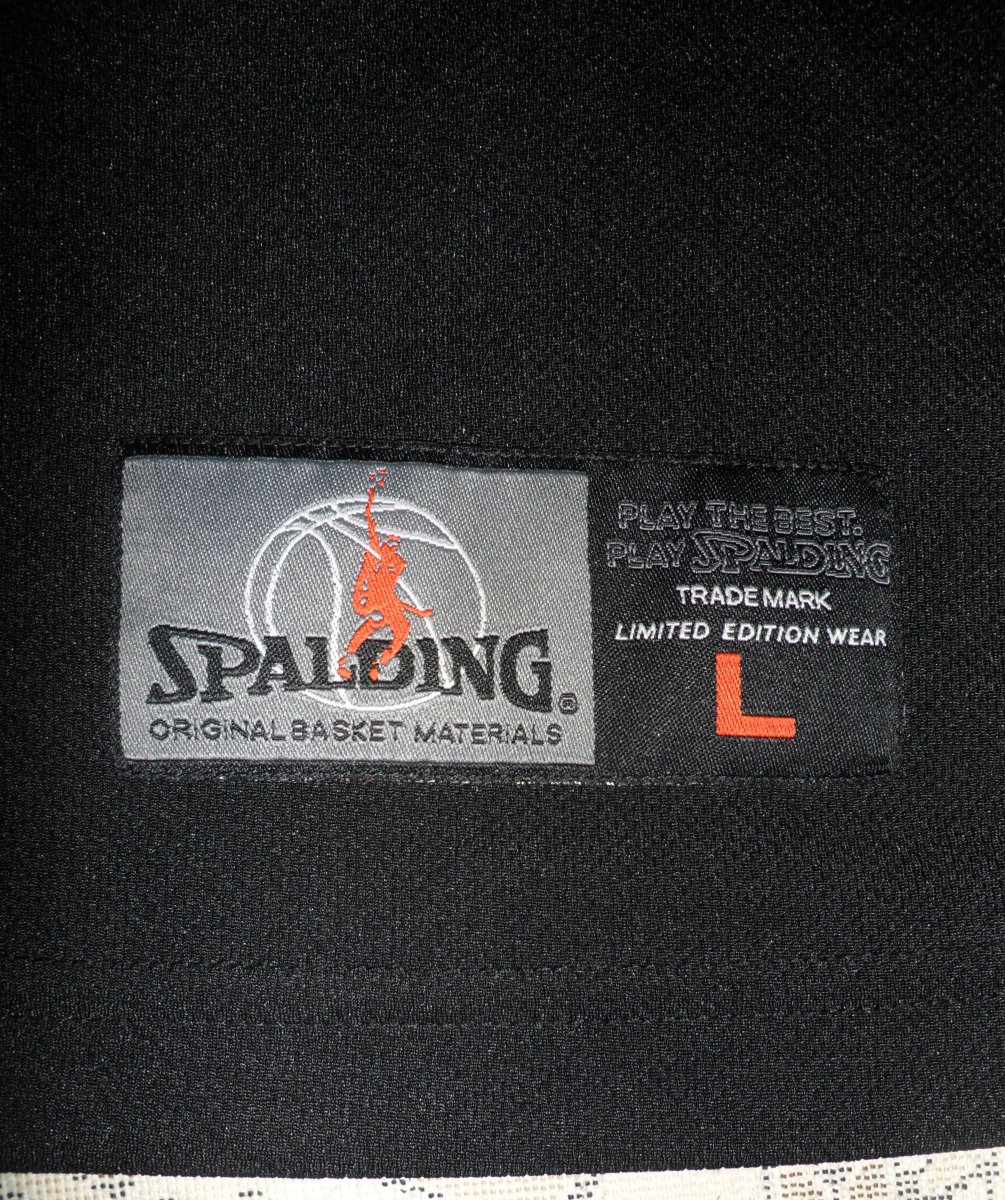 SPALDING®
ORIGINAL BASKET MATERIALS
PLAY THE BEST.
PLAY SPALDING
TRADE MARK
LIMITED EDITION WEAR
L